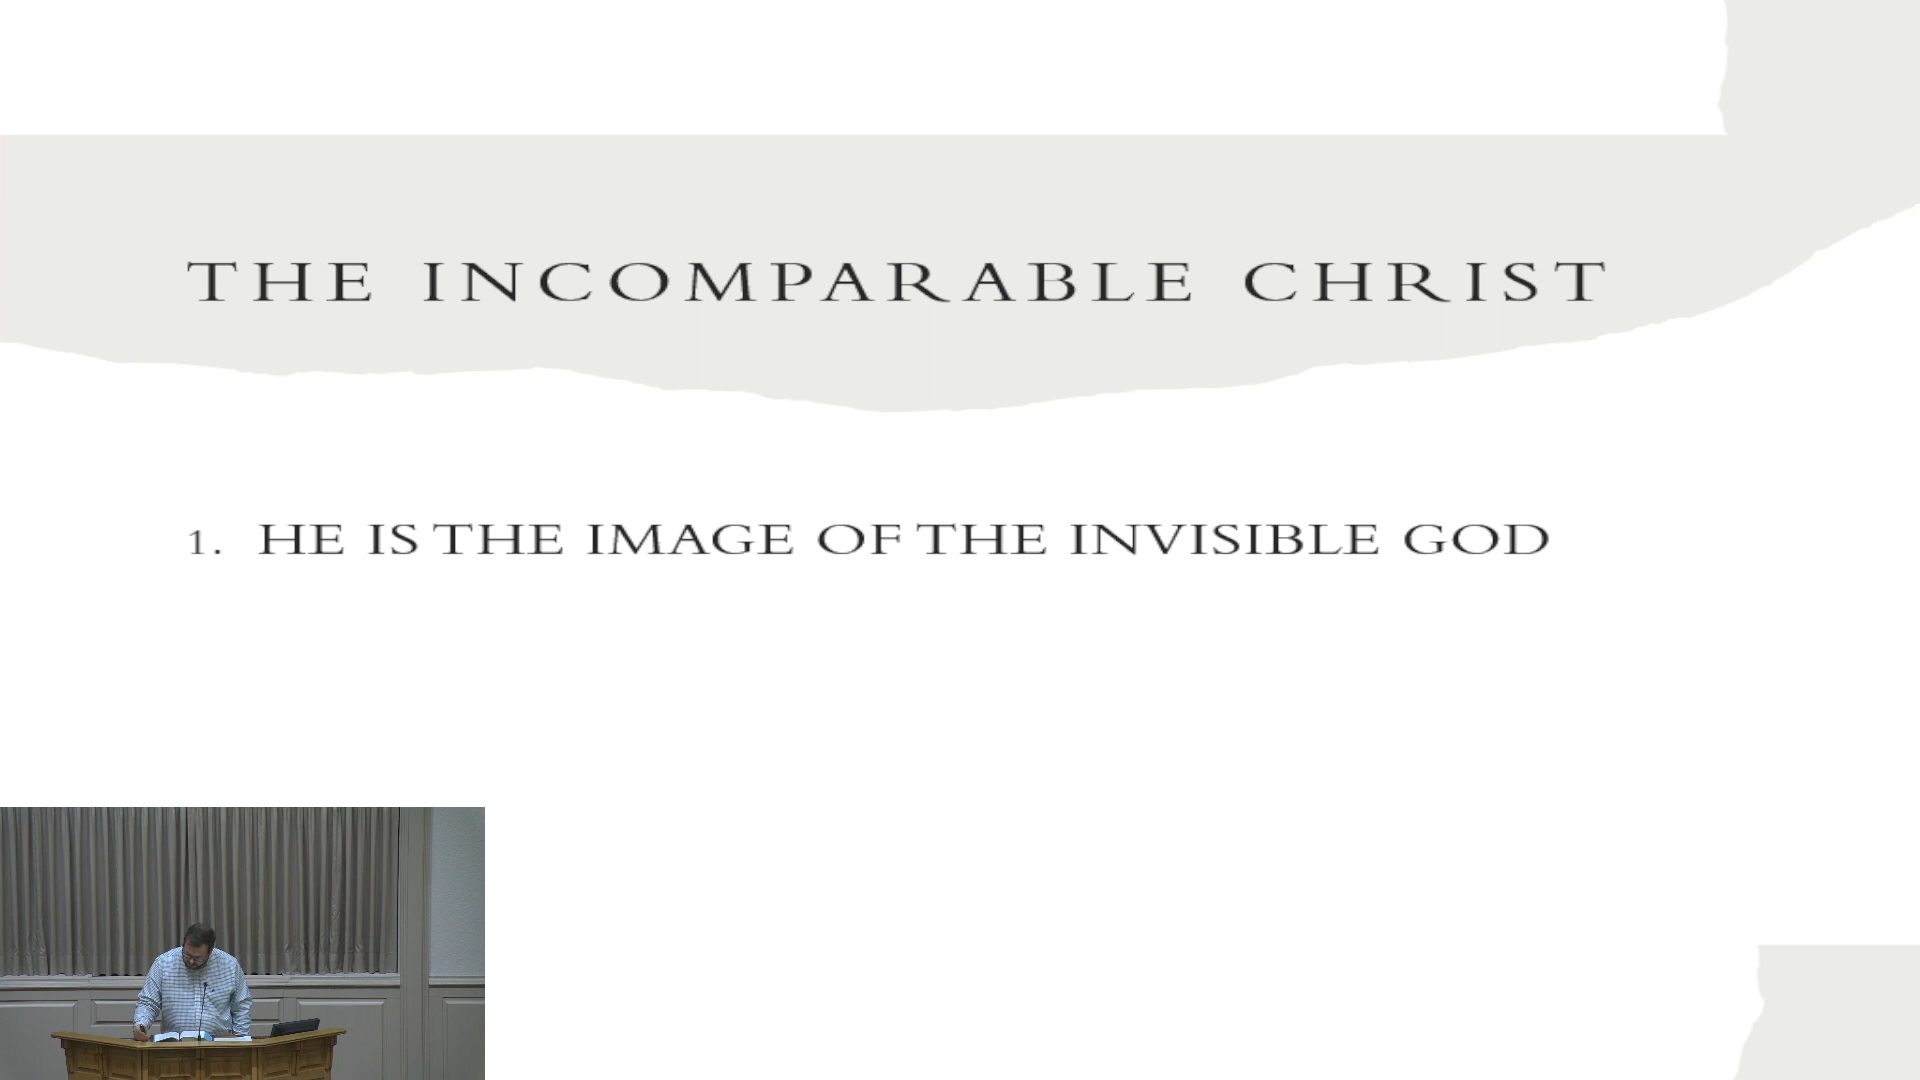 THE INCOMPARABLE CHRIST
1. HE IS THE IMAGE OF THE INVISIBLE GOD